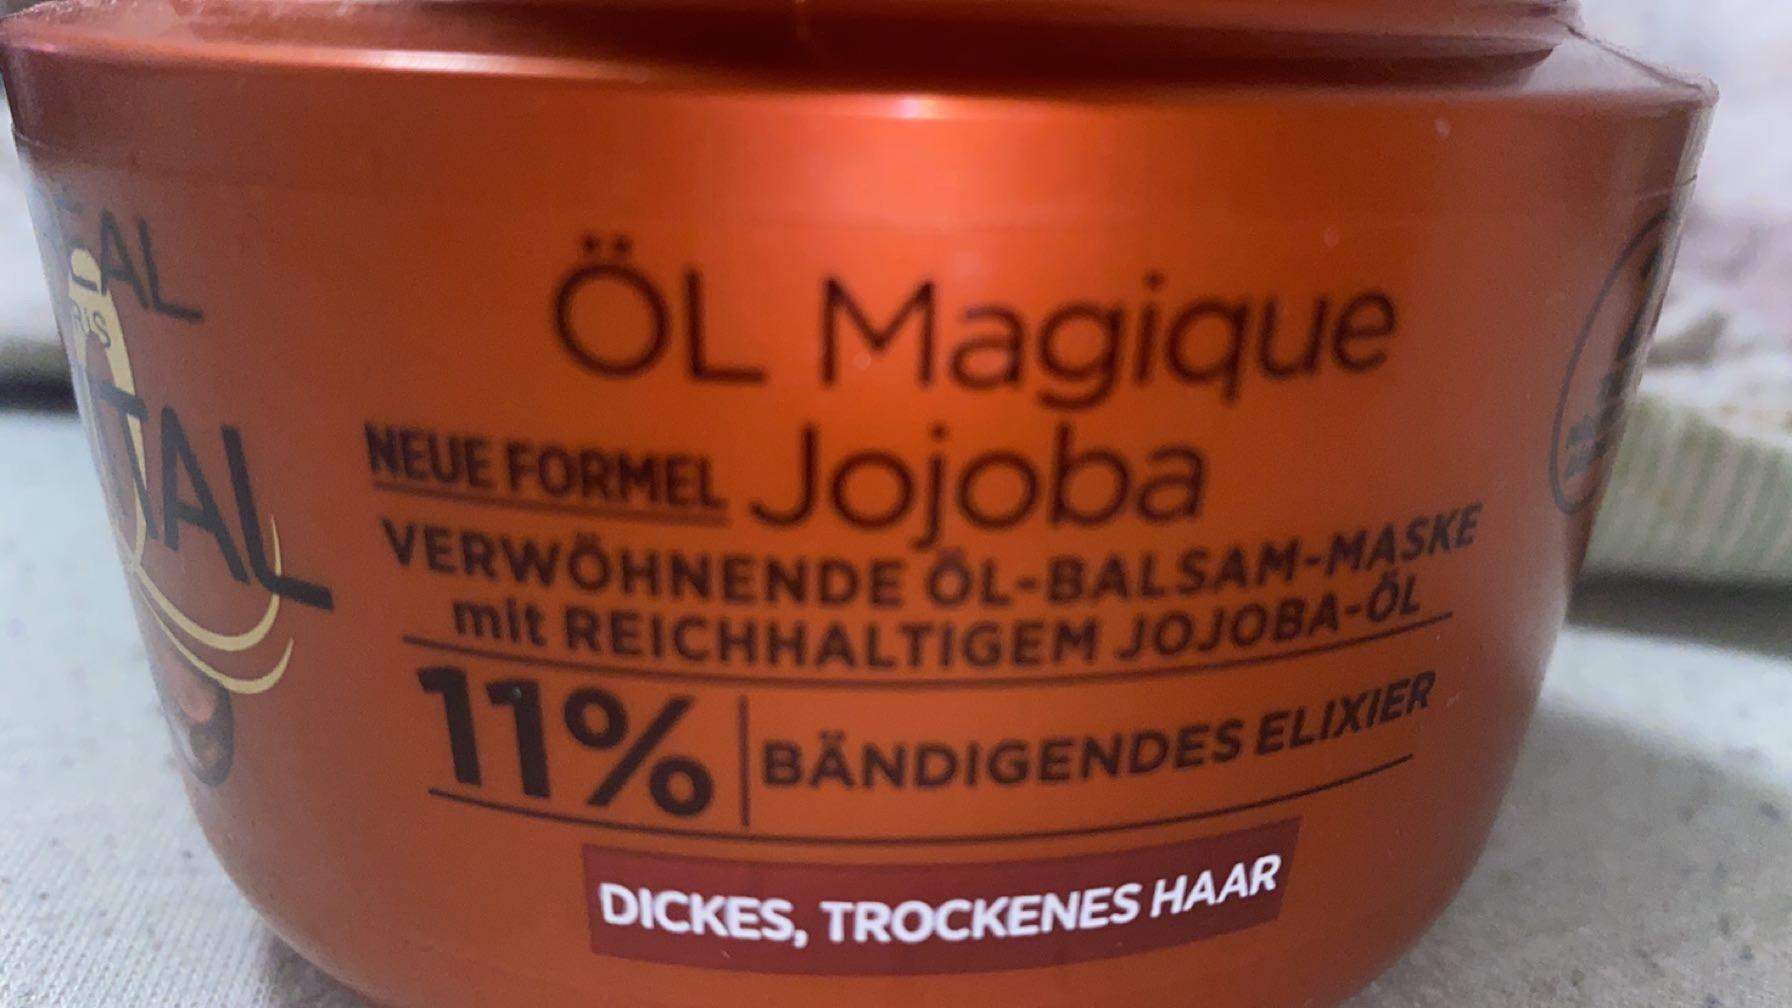 ÖL Magique
NEUE FORMEL Jojoba
VERWÖHNENDE ÖL-BALSAM-MASKE
mit REICHHALTIGEM JOJOBA-ÖL
11% BÄNDIGENDES ELIXIER
DICKES, TROCKENES HAAR